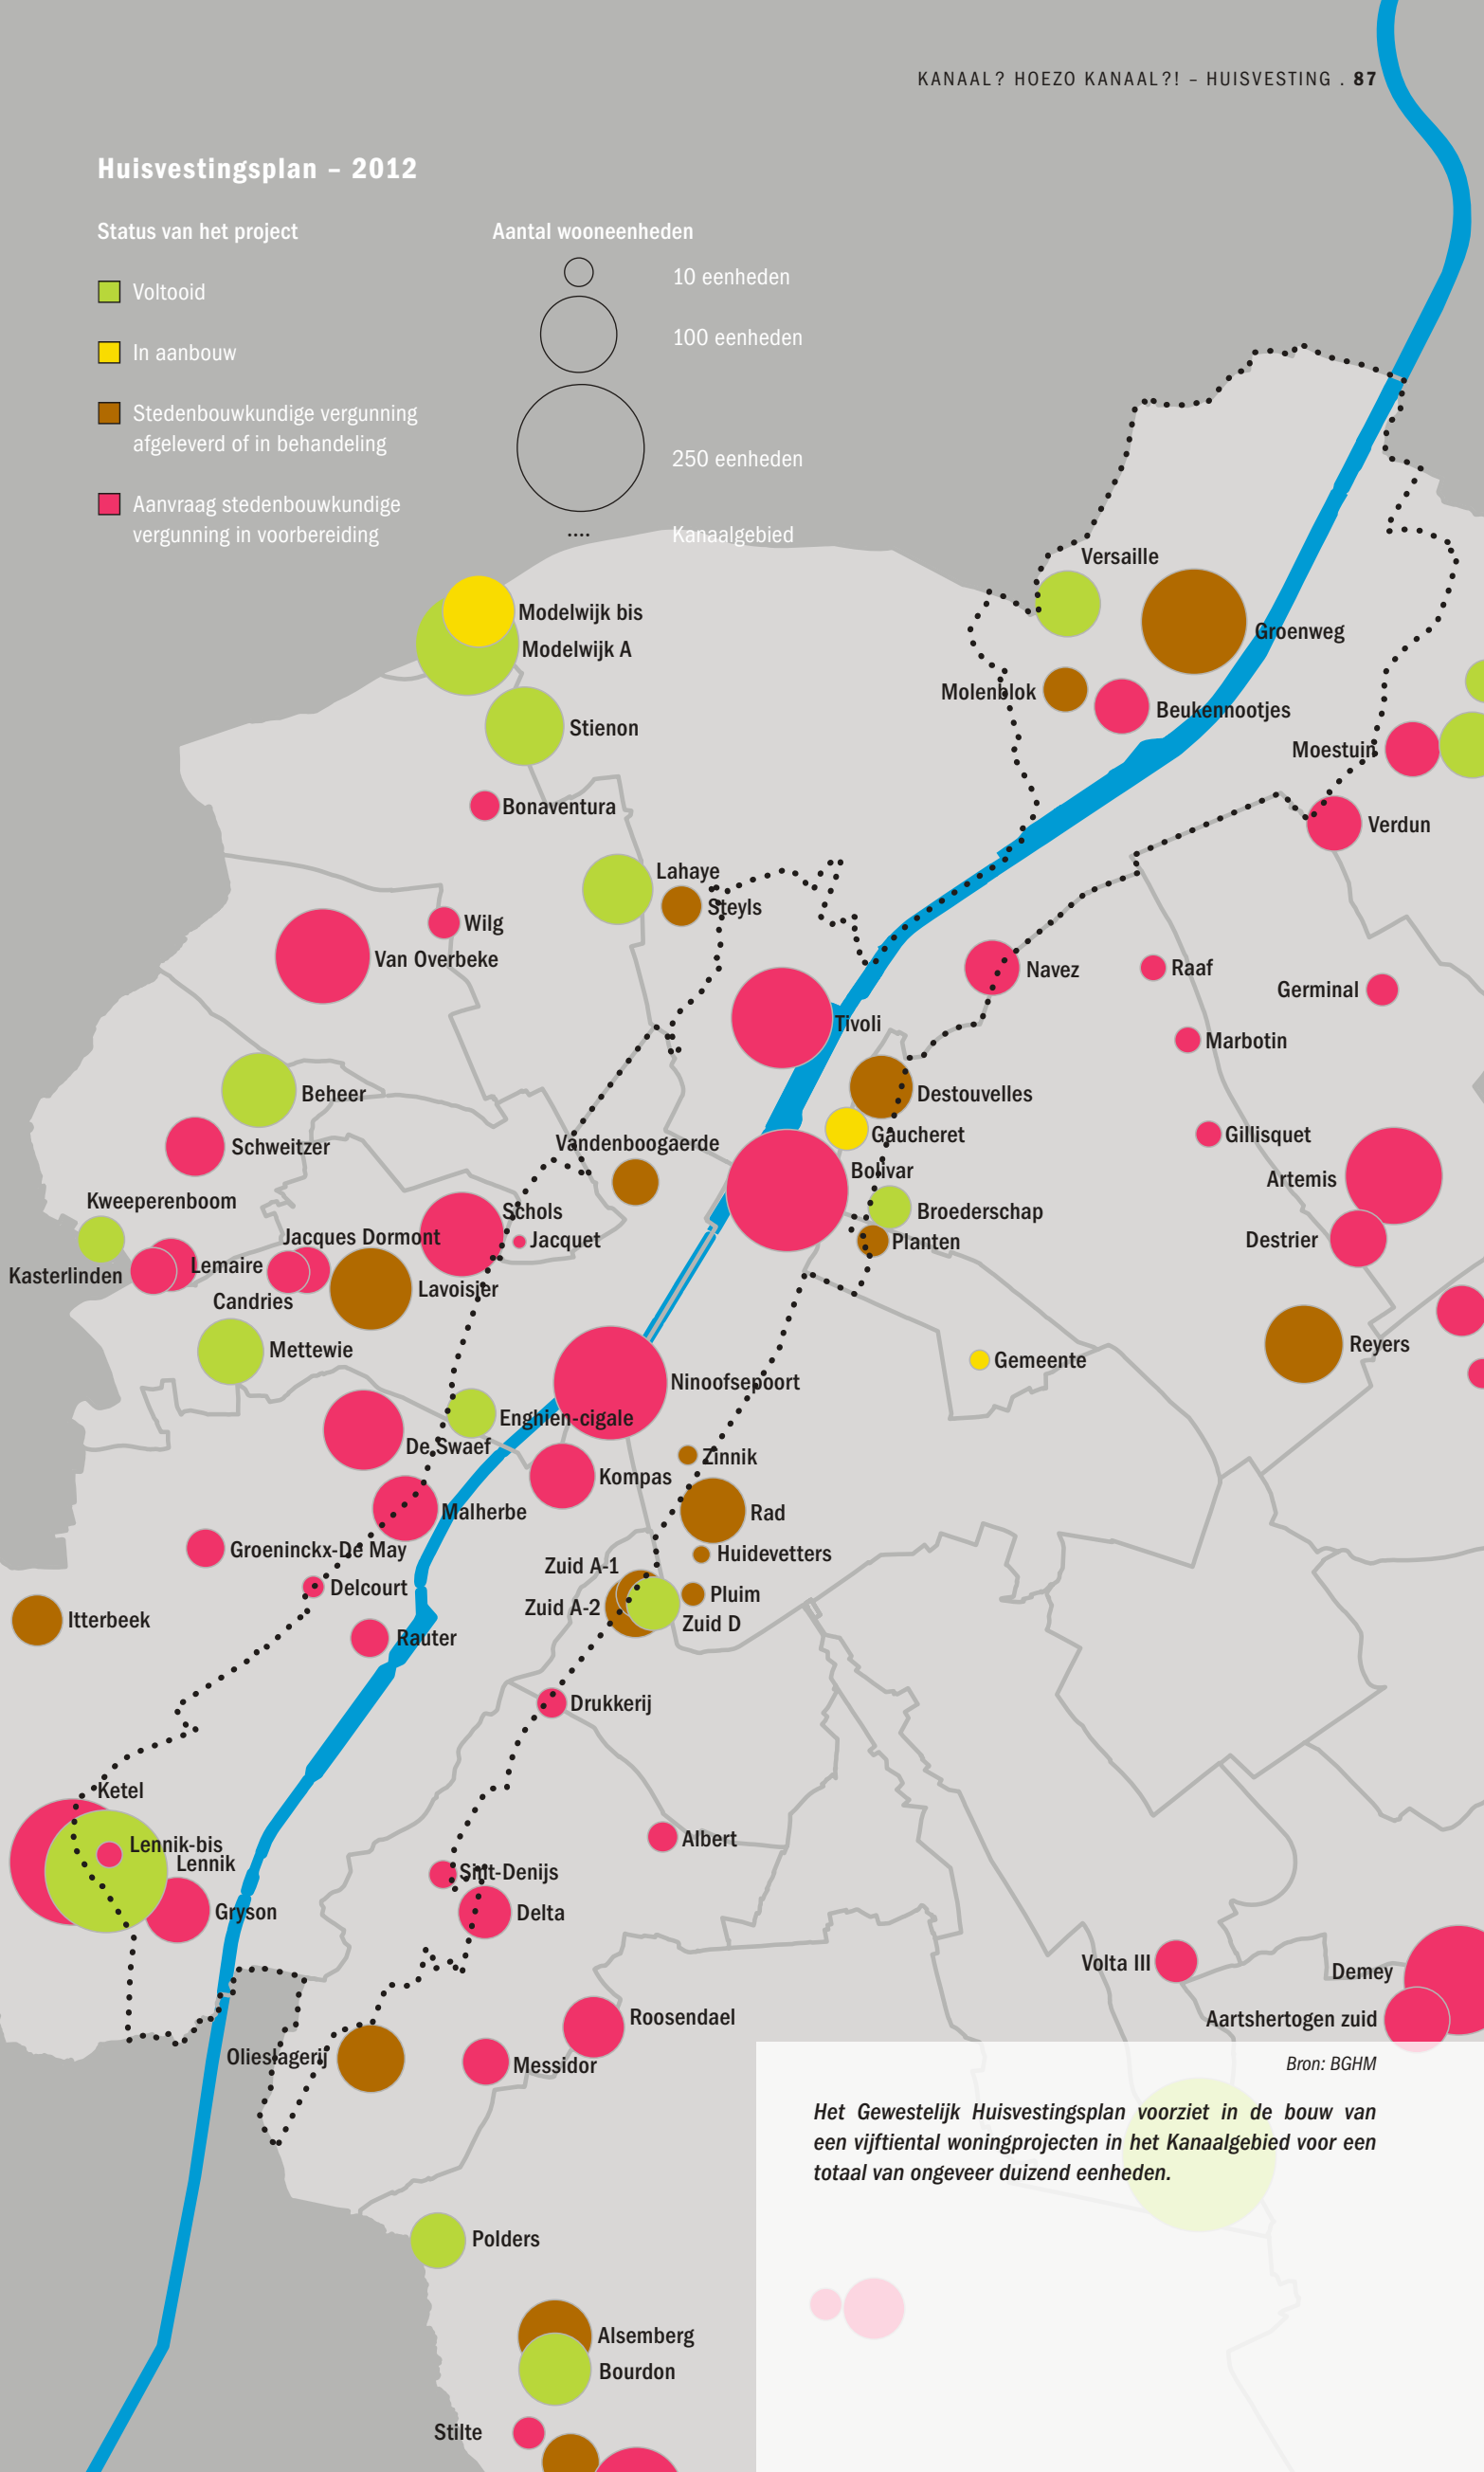 KANAAL? HOEZO KANAAL?! – HUISVESTING . 87
Huisvestingsplan – 2012
Status van het project
Voltooid
In aanbouw
Stedenbouwkundige vergunning
afgeleverd of in behandeling
Aanvraag stedenbouwkundige
vergunning in voorbereiding
Aantal wooneenheden
10 eenheden
100 eenheden
250 eenheden
Kanaalgebied
Versaille
Modelwijk bis
Groenweg
Modelwijk A
Molenblok
Beukennootjes
Stienon
Moestuin
Bonaventura
Verdun
Lahaye
Steyls
Wilg
Van Overbeke
Navez
Raaf
Germinal
Tivoli
Marbotin
Beheer
Destouvelles
Gaucheret
Gillisquet
Schweitzer
Vandenboogaerde
Bolivar
Artemis
Kweeperenboom
Schols
Broederschap
Jacques Dormont
Jacquet
Planten
Destrier
Lemaire
Kasterlinden
Lavoisier
Candries
Mettewie
Reyers
Gemeente
Ninoofsepoort
Enghien-cigale
De Swaef
Zinnik
Kompas
Malherbe
Rad
Groeninckx-De May
Huidevetters
Zuid A-1
Delcourt
Pluim
Zuid A-2
Itterbeek
Zuid D
Rauter
Drukkerij
Ketel
Albert
Lennik-bis
Lennik
Sint-Denijs
Gryson
Delta
Volta III
Demey
Roosendael
Aartshertogen zuid
Olieslagerij
Messidor
Bron: BGHM
Het Gewestelijk Huisvestingsplan voorziet in de bouw van
een vijftiental woningprojecten in het Kanaalgebied voor een
totaal van ongeveer duizend eenheden.
Polders
Alsemberg
Bourdon
Stilte